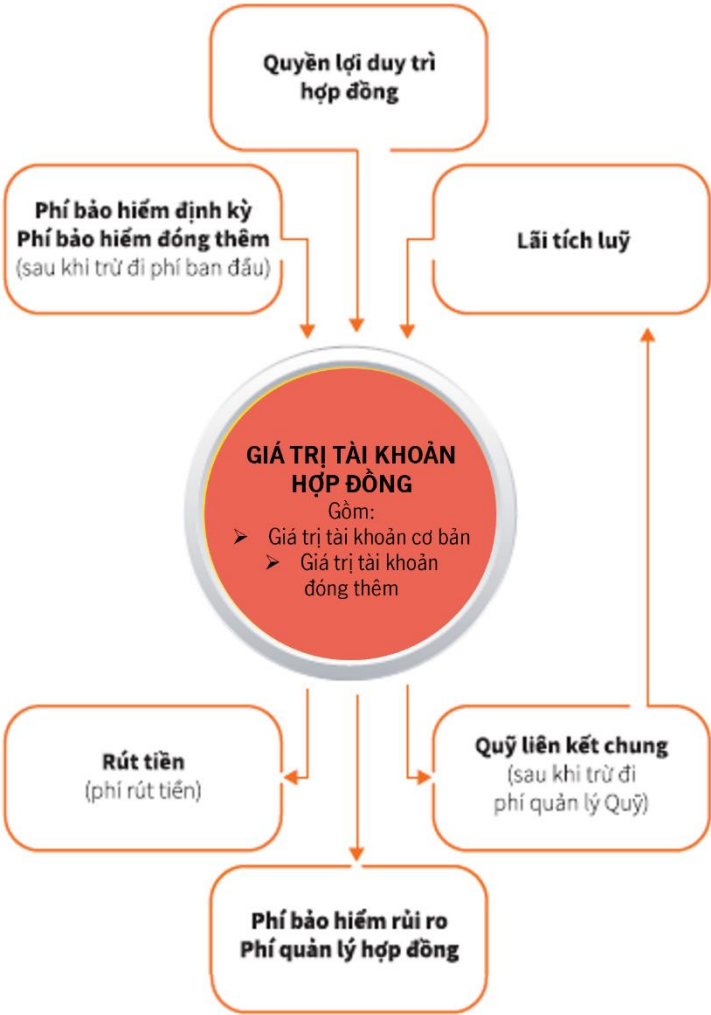 Quyền lợi duy trì
hợp đồng
Phí bảo hiểm định kỳ
Phí bảo hiểm đóng thêm
(sau khi trừ đi phí ban đầu)
Lãi tích luỹ
GIÁ TRỊ TÀI KHOẢN
HỢP ĐỒNG
Gồm:
➢ Giá trị tài khoản cơ bản
➢ Giá trị tài khoản
đóng thêm
Rút tiền
(phí rút tiền)
Quỹ liên kết chung
(sau khi trừ đi
phí quản lý Quỹ)
Phí bảo hiểm rủi ro
Phí quản lý hợp đồng